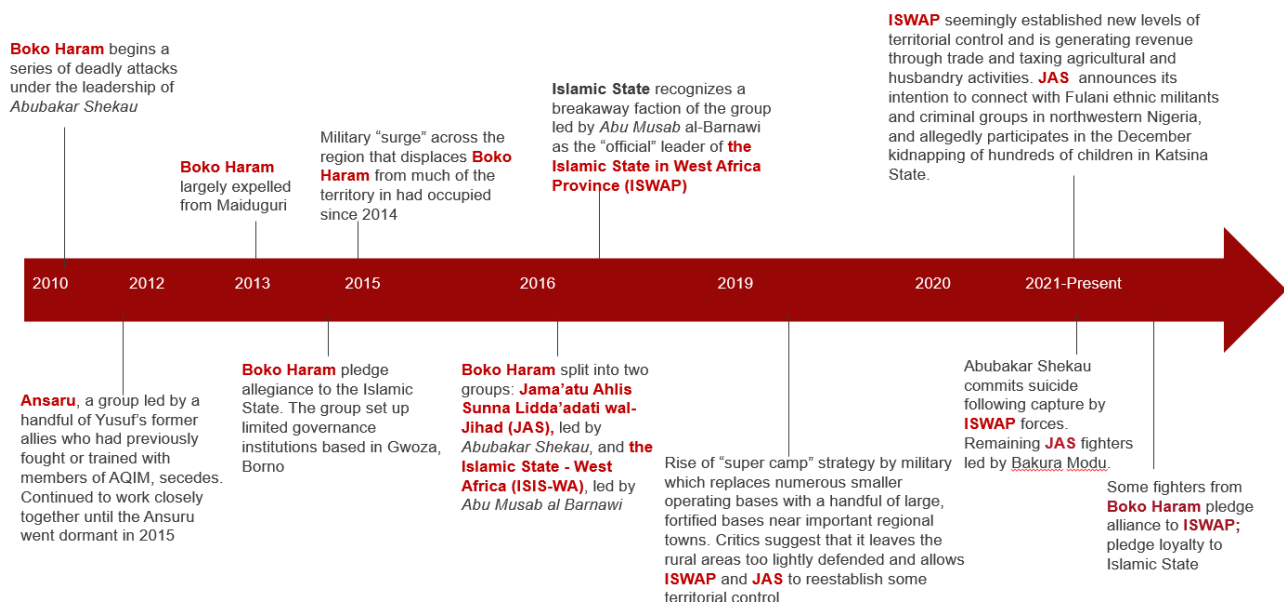 Boko Haram begins a
series of deadly attacks
under the leadership of
Abubakar Shekau
Boko Haram
largely expelled
from Maiduguri
Military “surge” across the
region that displaces Boko
Haram from much of the
territory in had occupied
since 2014
Islamic State recognizes a
breakaway faction of the group
led by Abu Musab al-Barnawi
as the “official” leader of the
Islamic State in West Africa
Province (ISWAP)
ISWAP seemingly established new levels of
territorial control and is generating revenue
through trade and taxing agricultural and
husbandry activities. JAS announces its
intention to connect with Fulani ethnic militants
and criminal groups in northwestern Nigeria,
and allegedly participates in the December
kidnapping of hundreds of children in Katsina
State.
2010 2012 2013 2015 2016 2019 2020 2021-Present
Ansaru, a group led by a
handful of Yusuf’s former
allies who had previously
fought or trained with
members of AQIM, secedes.
Continued to work closely
together until the Ansuru
went dormant in 2015
Boko Haram pledge
allegiance to the Islamic
State. The group set up
limited governance
institutions based in Gwoza,
Borno
Boko Haram split into two
groups: Jama’atu Ahlis
Sunna Lidda’adati wal-
Jihad (JAS), led by
Abubakar Shekau, and the
Islamic State - West
Africa (ISIS-WA), led by
Abu Musab al Barnawi
Rise of “super camp” strategy by military
which replaces numerous smaller
operating bases with a handful of large,
fortified bases near important regional
towns. Critics suggest that it leaves the
rural areas too lightly defended and allows
ISWAP and JAS to reestablish some
territorial control
Abubakar Shekau
commits suicide
following capture by
ISWAP forces.
Remaining JAS fighters
led by Bakura Modu.
Some fighters from
Boko Haram pledge
alliance to ISWAP;
pledge loyalty to
Islamic State